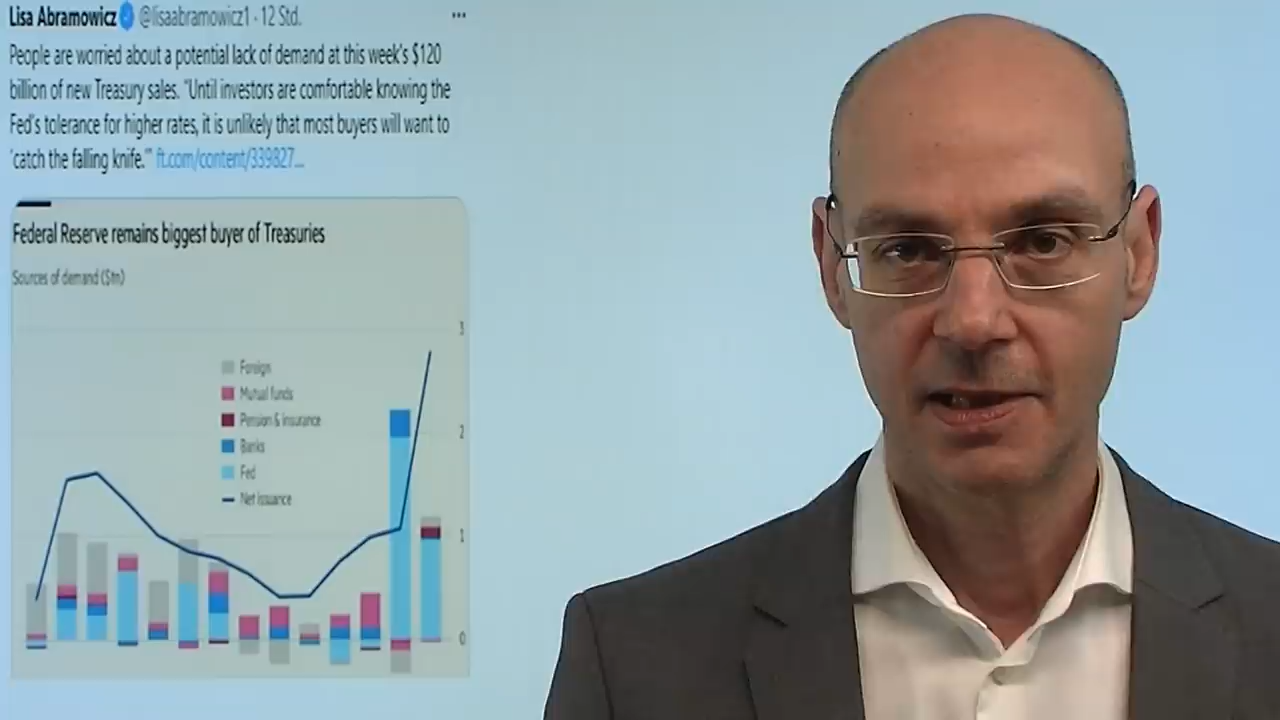 Lisa Abramowicz @lisaabramowicz1 · 12 Std. ...
People are worried about a potential lack of demand at this week's $120
billion of new Treasury sales. "Until investors are comfortable knowing the
Fed's tolerance for higher rates, it is unlikely that most buyers will want to
'catch the falling knife.'" ft.com/content/339827...
Federal Reserve remains biggest buyer of Treasuries
Sources of demand ($tn)
3
Foreign
Mutual funds
Pension & insurance
2
Banks
Fed
Net issuance
1
0